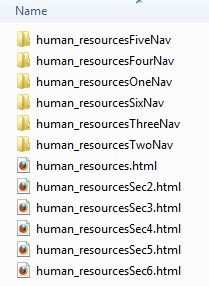 Name
human_resourcesFiveNav
human_resourcesFourNav
human_resourcesOneNav
human_resourcesSixNav
human_resourcesThreeNav
human_resourcesTwoNav
human_resources.html
human_resourcesSec2.html
human_resourcesSec3.html
human_resourcesSec4.html
human_resourcesSec5.html
human_resourcesSec6.html